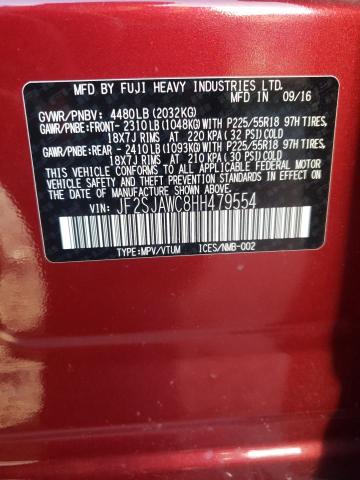 MFD BY FUJI HEAVY INDUSTRIES LTD.
MFD IN 09/16
GVWR/PNBV: 4480LB (2032KG)
GAWR/PNBE:FRONT- 2310LB (1048KG)WITH P225/55R18 97H TIRES,
18X7J RIMS AT 220 KPA (32 PSI)COLD
GAWR/PNBE:REAR - 2410LB (1093KG)WITH P225/55R18 97H TIRES,
18X7J RIMS AT 210 KPA (30 PSI)COLD
THIS VEHICLE CONFORMS TO ALL APPLICABLE
U.S. FEDERAL MOTOR VEHICLE SAFETY
STANDARDS IN EFFECT ON THE DATE OF
MANUFACTURE SHOWN ABOVE.
VIN: JF2SJAWC8HH479554
TYPE:MPV/VTUM ICES/NMB-002